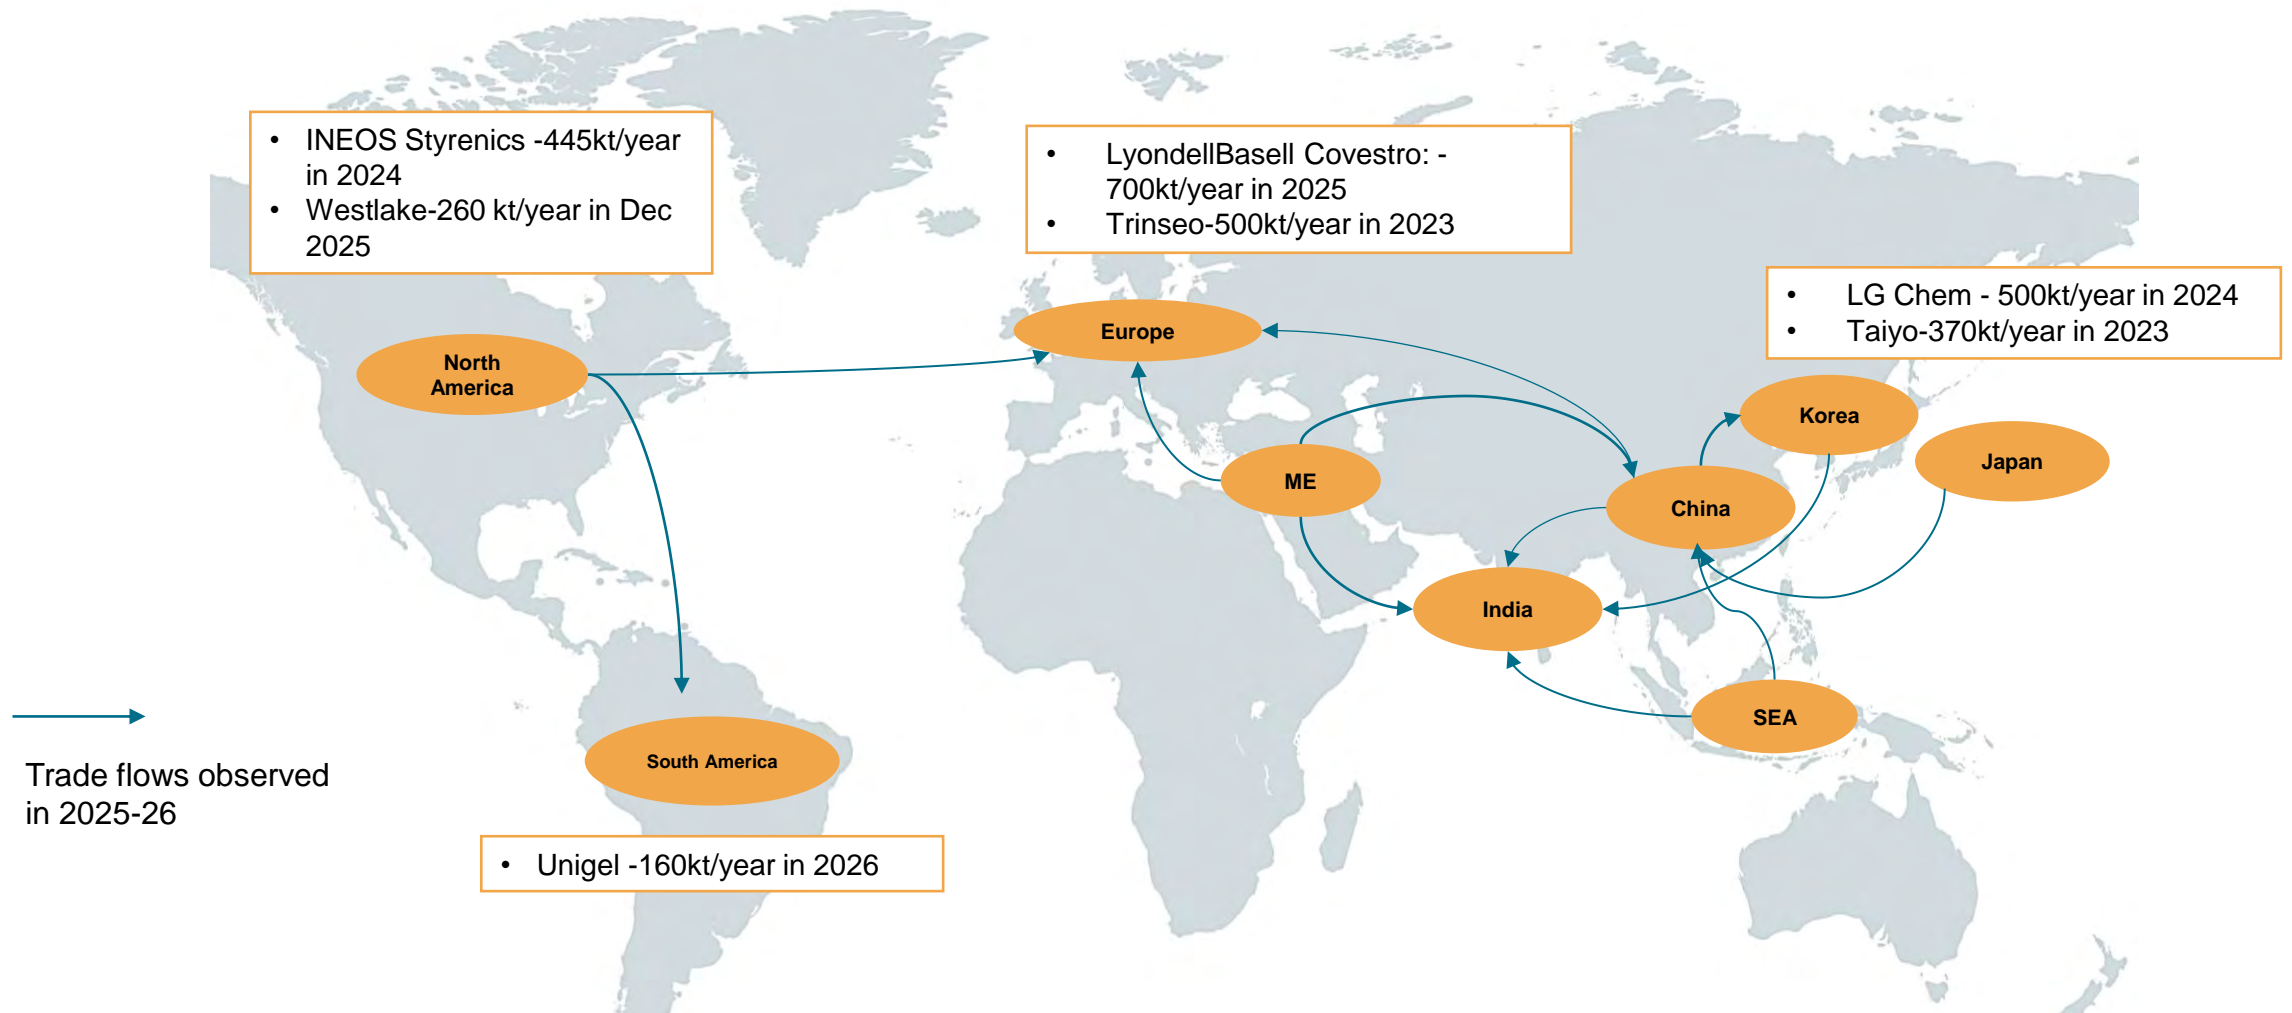 • INEOS Styrenics -445kt/year
in 2024
• Westlake-260 kt/year in Dec
2025
• LyondellBasell Covestro: -
700kt/year in 2025
• Trinseo-500kt/year in 2023
• LG Chem - 500kt/year in 2024
• Taiyo-370kt/year in 2023
Europe
North
America
Korea
Japan
ME
China
India
SEA
South America
Trade flows observed
in 2025-26
• Unigel -160kt/year in 2026